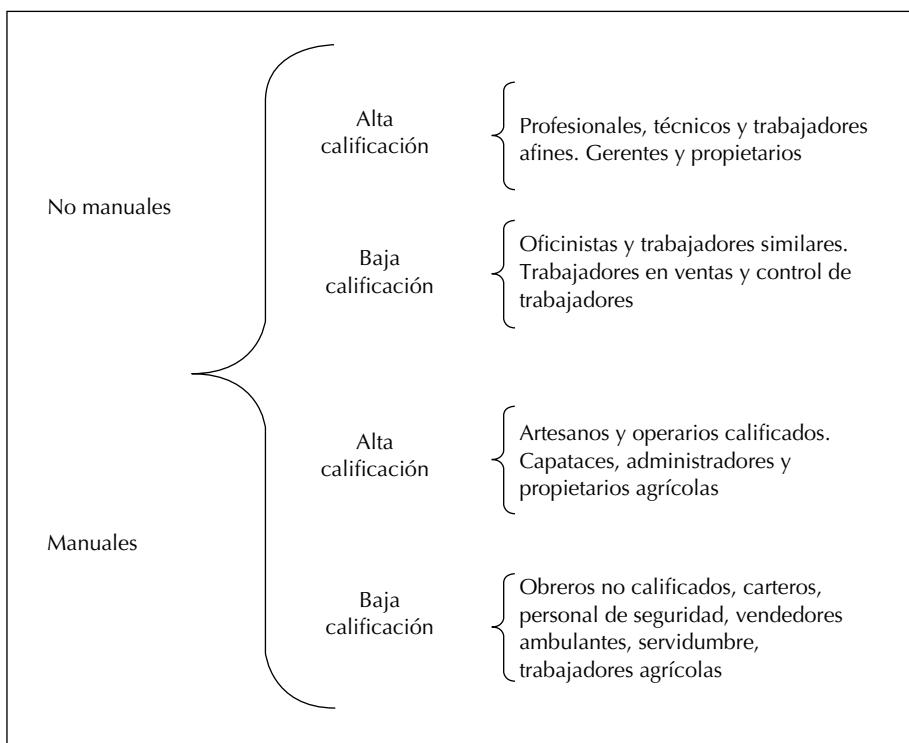 No manuales
Alta
calificación
Profesionales, técnicos y trabajadores
afines. Gerentes y propietarios
Baja
calificación
Oficinistas y trabajadores similares.
Trabajadores en ventas y control de
trabajadores
Manuales
Alta
calificación
Artesanos y operarios calificados.
Capataces, administradores y
propietarios agrícolas
Baja
calificación
Obreros no calificados, carteros,
personal de seguridad, vendedores
ambulantes, servidumbre,
trabajadores agrícolas